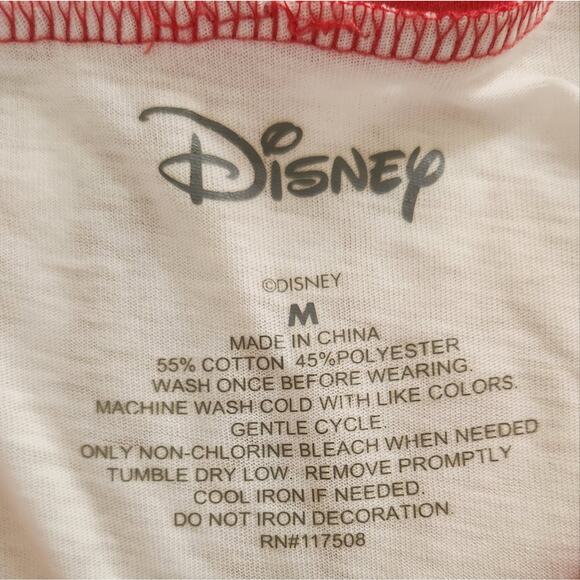 Disney
©DISNEY
M
MADE IN CHINA
55% COTTON 45%POLYESTER
WASH ONCE BEFORE WEARING.
MACHINE WASH COLD WITH LIKE COLORS.
GENTLE CYCLE.
ONLY NON-CHLORINE BLEACH WHEN NEEDED
TUMBLE DRY LOW. REMOVE PROMPTLY
COOL IRON IF NEEDED.
DO NOT IRON DECORATION
RN#117508